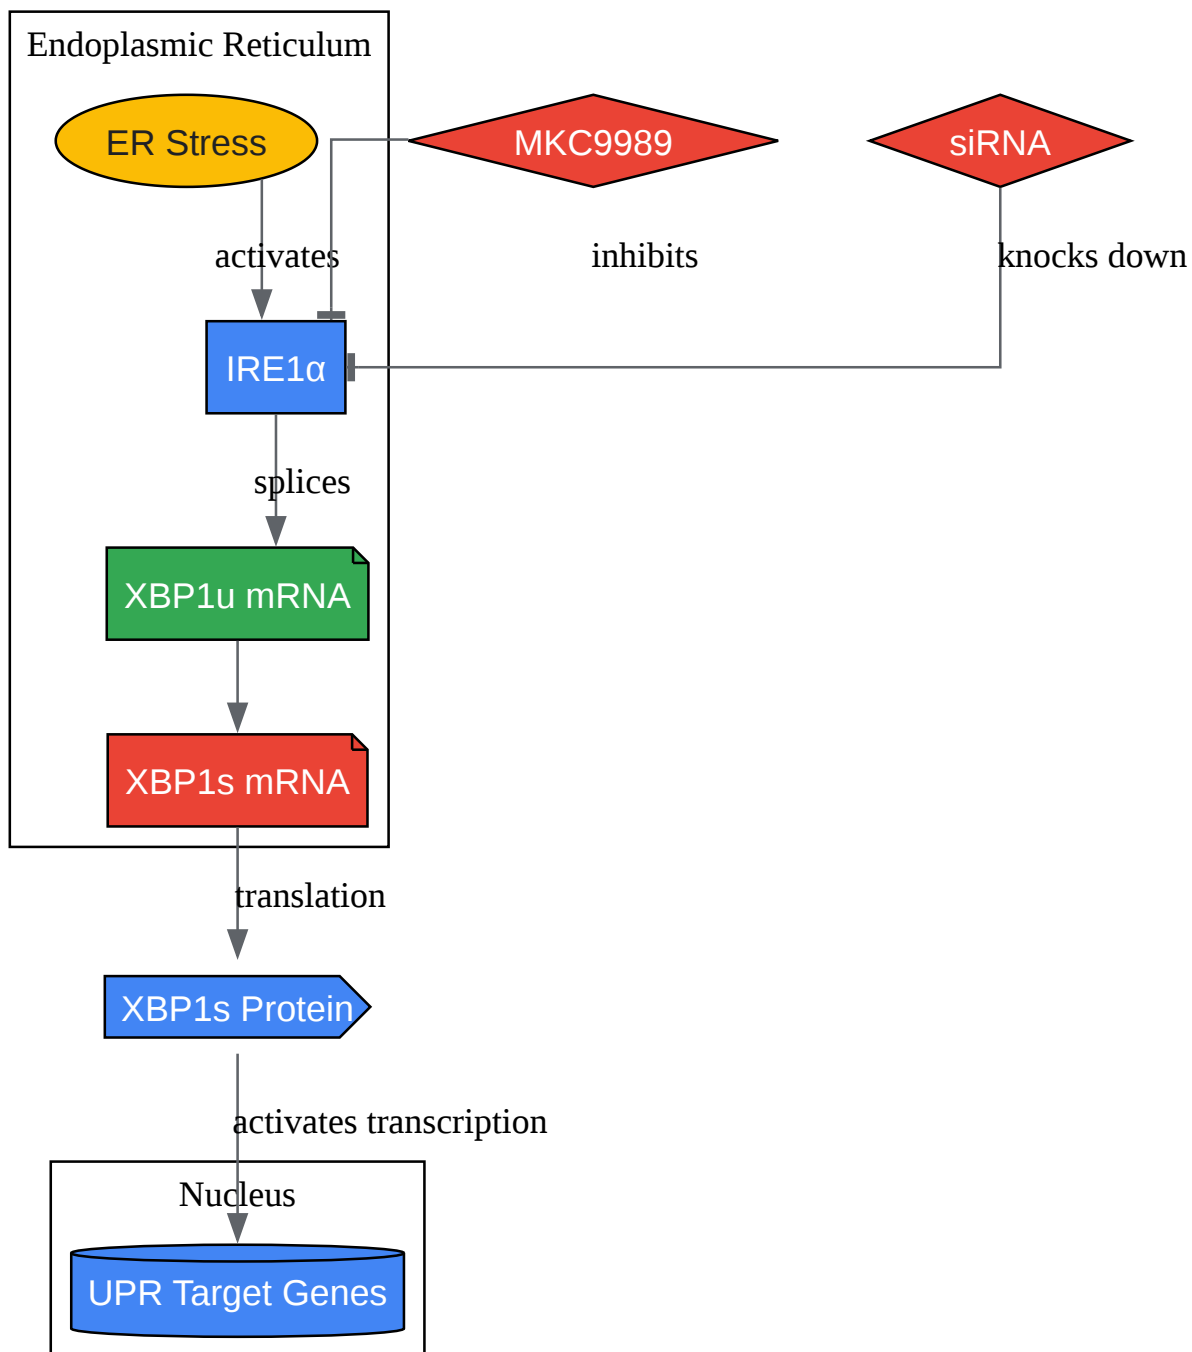 Endoplasmic Reticulum
ER Stress
MKC9989
siRNA
activates
inhibits
knocks down
IRE1α
splices
XBP1u mRNA
XBP1s mRNA
translation
XBP1s Protein
activates transcription
Nucleus
UPR Target Genes